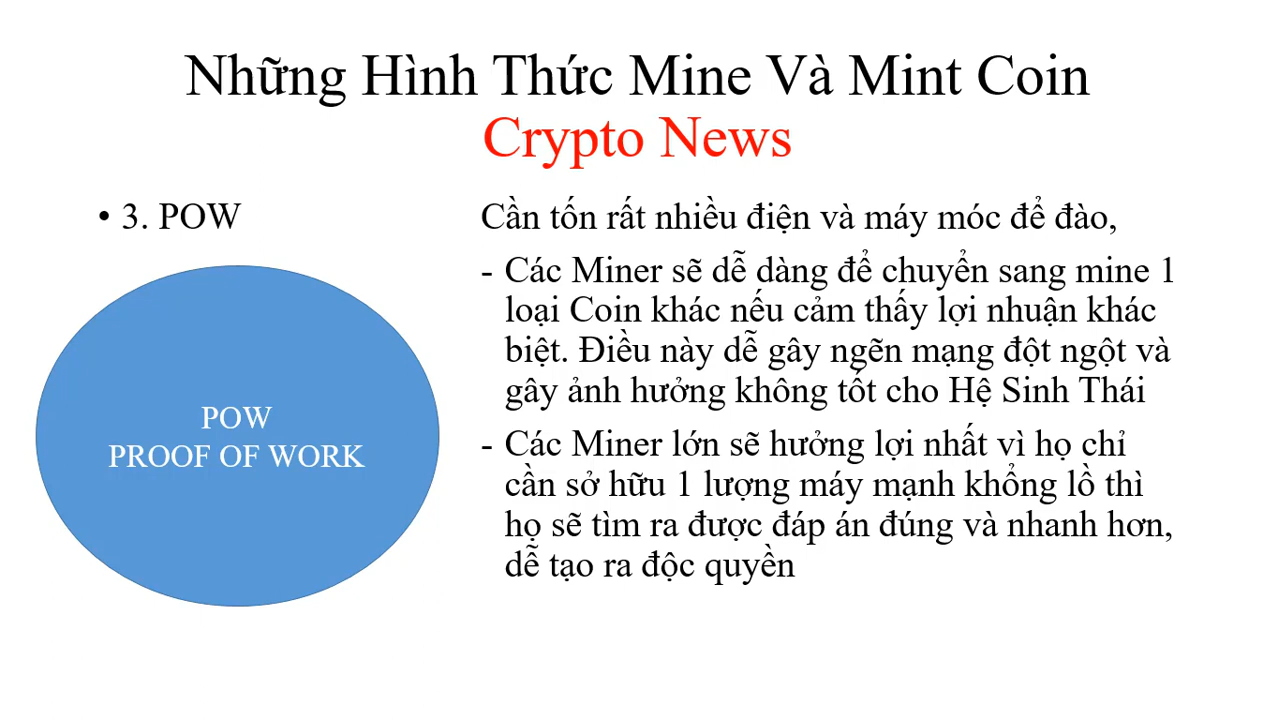 Những Hình Thức Mine Và Mint Coin
Crypto News
• 3. POW
POW
PROOF OF WORK
Cần tốn rất nhiều điện và máy móc để đào,
- Các Miner sẽ dễ dàng để chuyển sang mine 1
loại Coin khác nếu cảm thấy lợi nhuận khác
biệt. Điều này dễ gây ngẽn mạng đột ngột và
gây ảnh hưởng không tốt cho Hệ Sinh Thái
- Các Miner lớn sẽ hưởng lợi nhất vì họ chỉ
cần sở hữu 1 lượng máy mạnh khổng lồ thì
họ sẽ tìm ra được đáp án đúng và nhanh hơn,
dễ tạo ra độc quyền